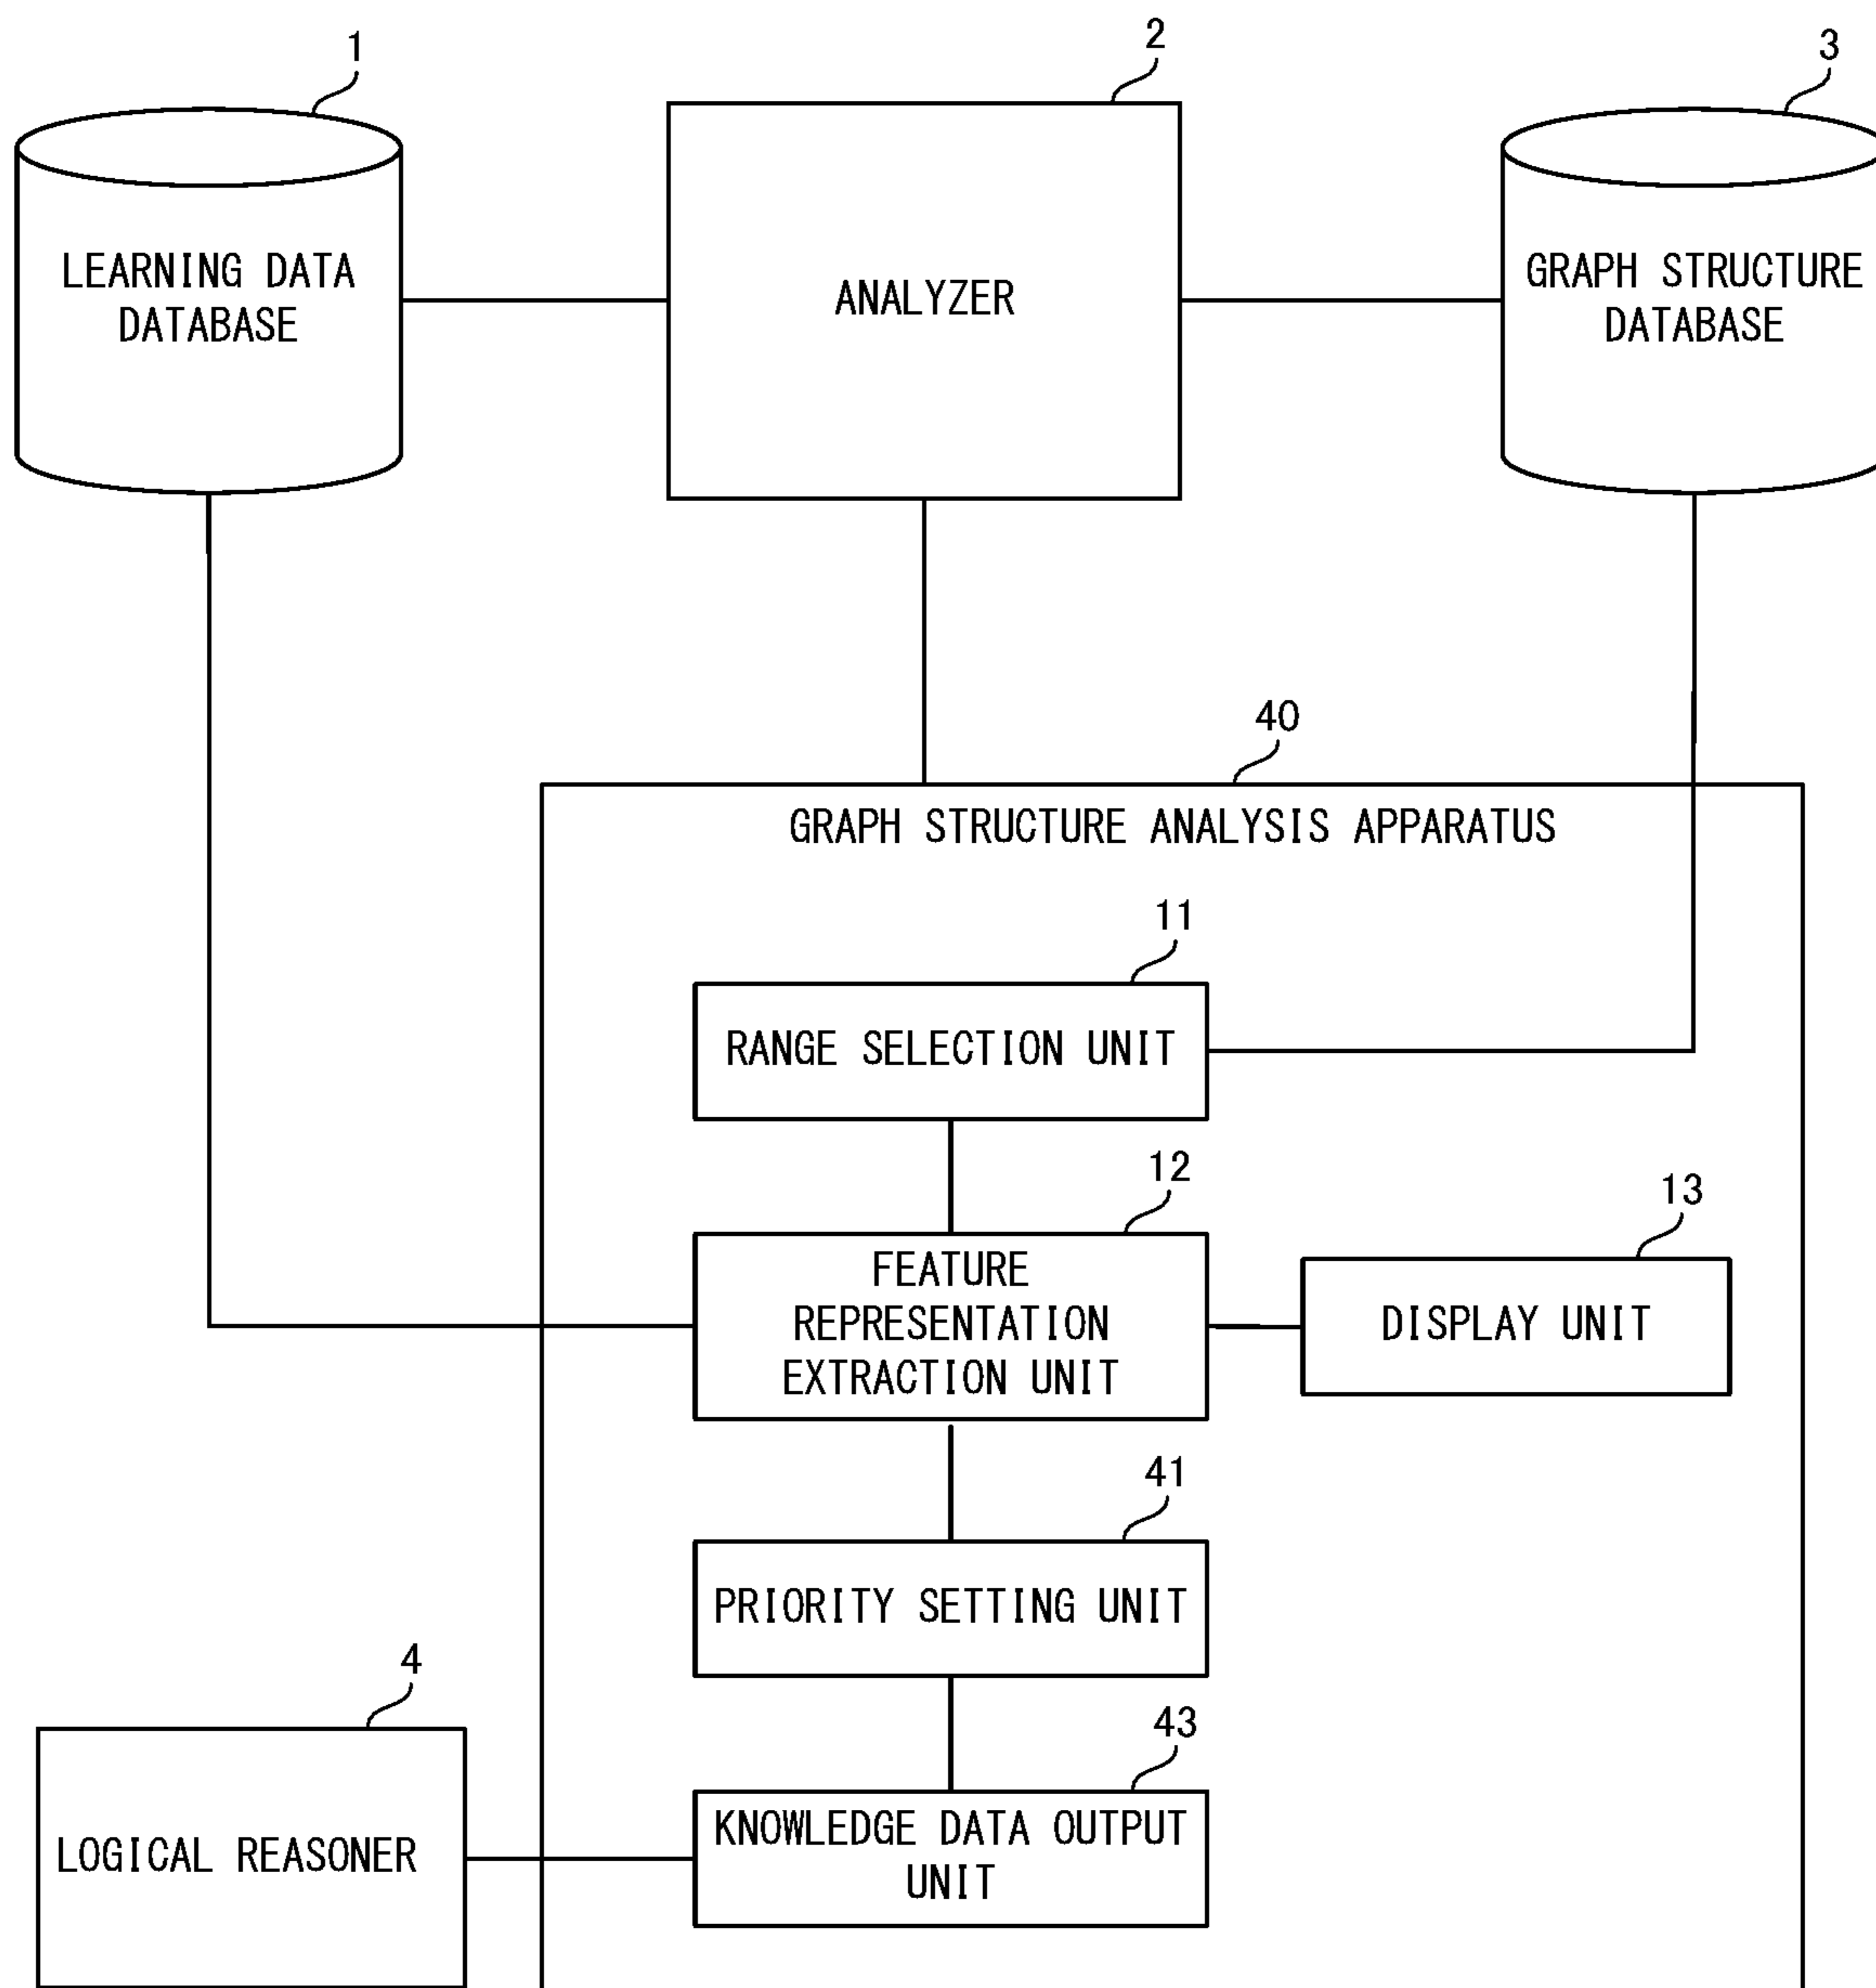 1
2
3
LEARNING DATA
DATABASE
ANALYZER
GRAPH STRUCTURE
DATABASE
40
GRAPH STRUCTURE ANALYSIS APPARATUS
11
RANGE SELECTION UNIT
12
13
FEATURE
REPRESENTATION
EXTRACTION UNIT
DISPLAY UNIT
41
PRIORITY SETTING UNIT
4
43
LOGICAL REASONER
KNOWLEDGE DATA OUTPUT
UNIT